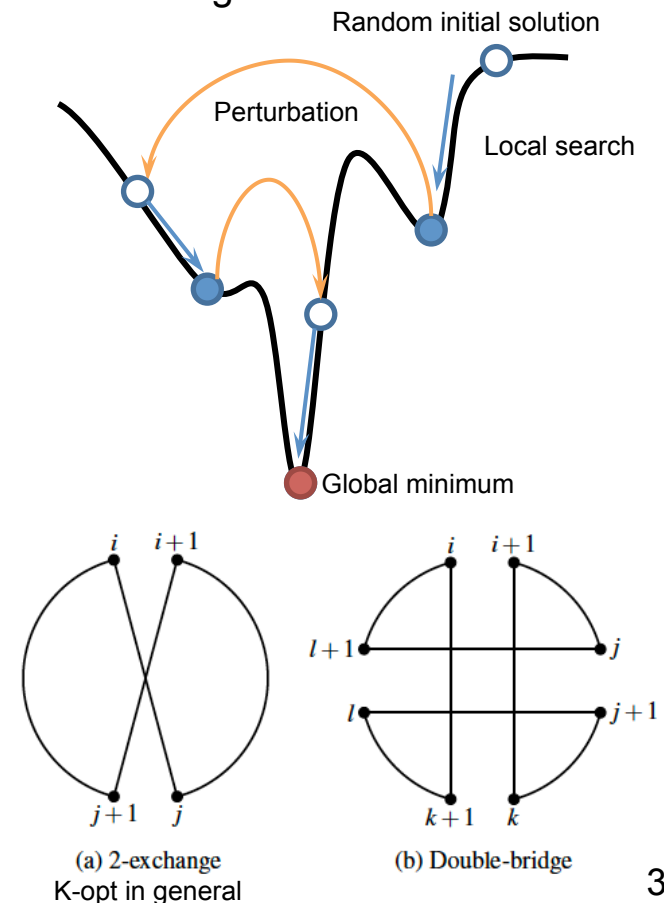 g
Random initial solution
Perturbation
Local search
Global minimum
i i+1
j+1 j
(a) 2-exchange
K-opt in general
i i+1
l+1 j
l j+1
k+1 k
(b) Double-bridge
3